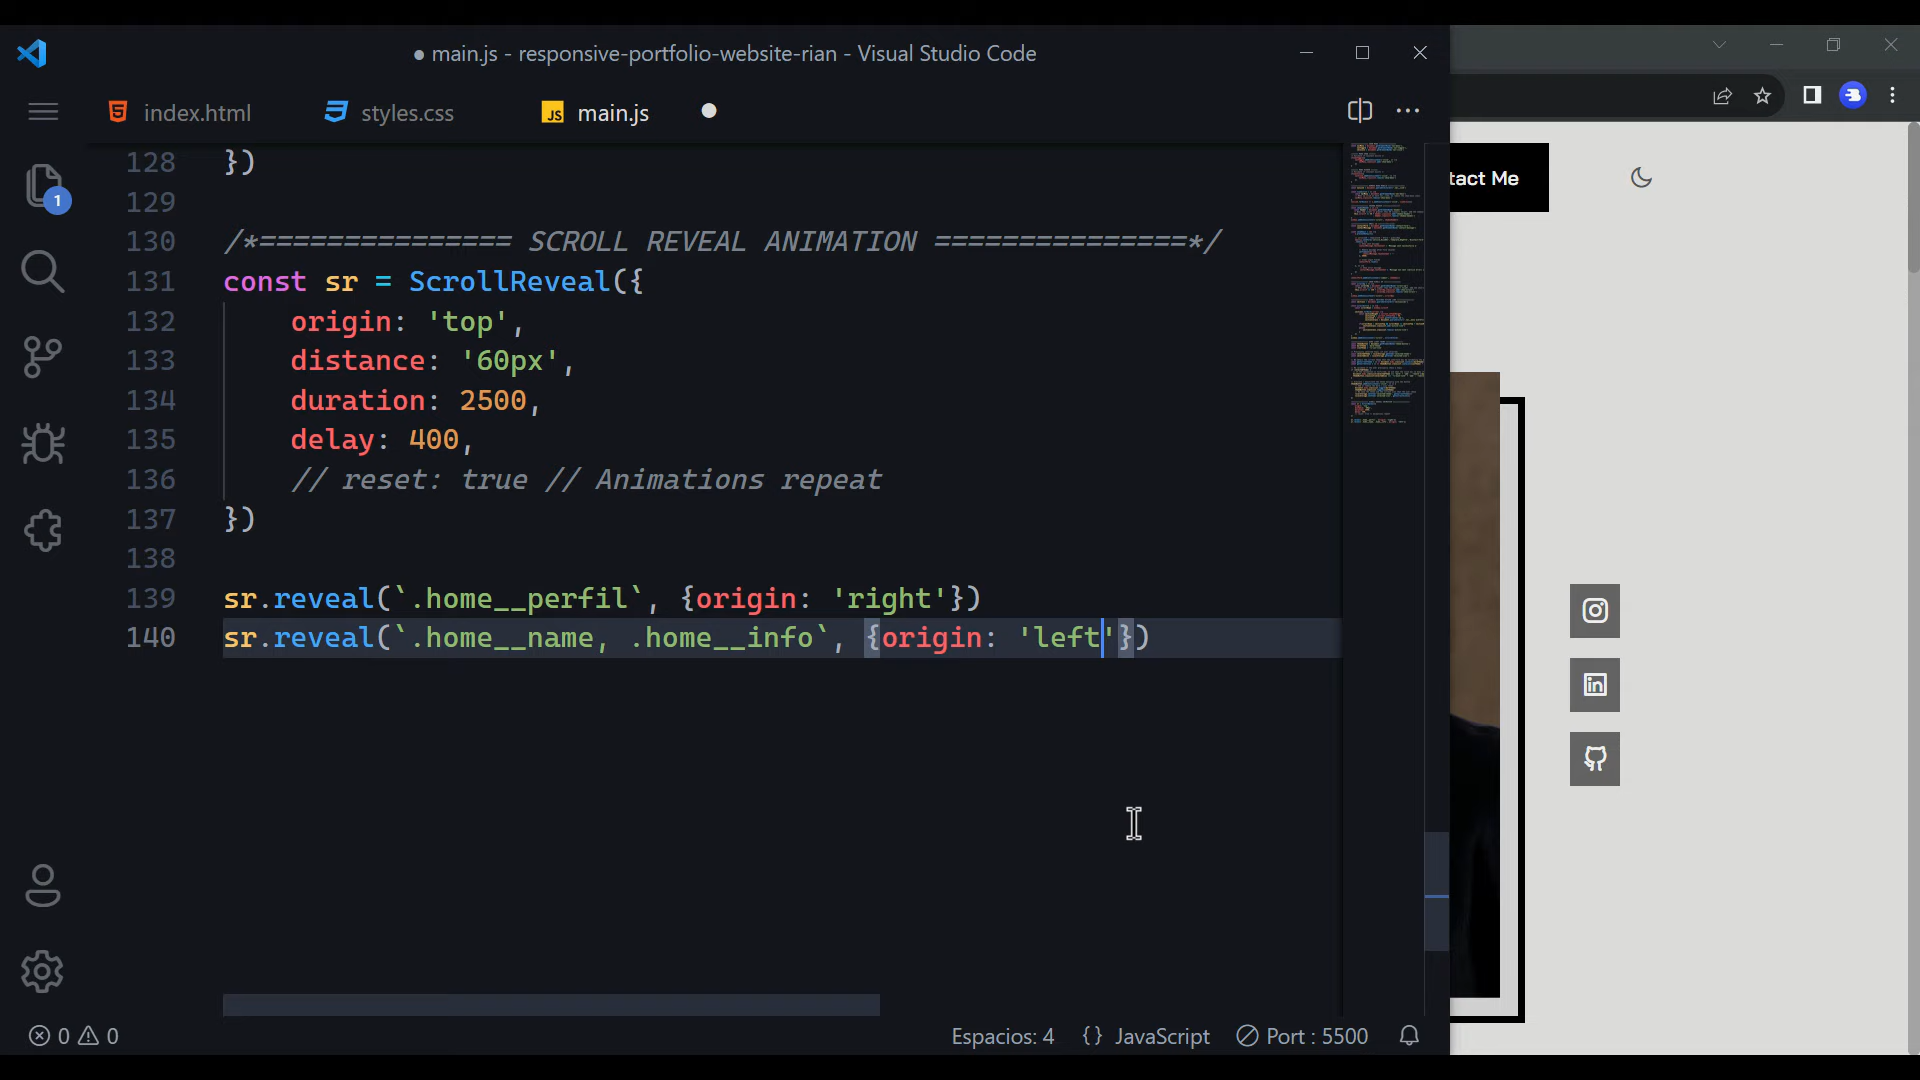 ● main.js - responsive-portfolio-website-rian - Visual Studio Code
index.html
styles.css
JS main.js
128 })
129
130 /*=============== SCROLL REVEAL ANIMATION ===============*/
131 const sr = ScrollReveal({
132 origin: 'top',
133 distance: '60px',
134 duration: 2500,
135 delay: 400,
136 // reset: true // Animations repeat
137 })
138
139 sr.reveal(`.home__perfil`, {origin: 'right'})
140 sr.reveal(`.home__name, .home__info`, {origin: 'left'})
1
tact Me
in
0 0
Espacios: 4
{} JavaScript
Port : 5500